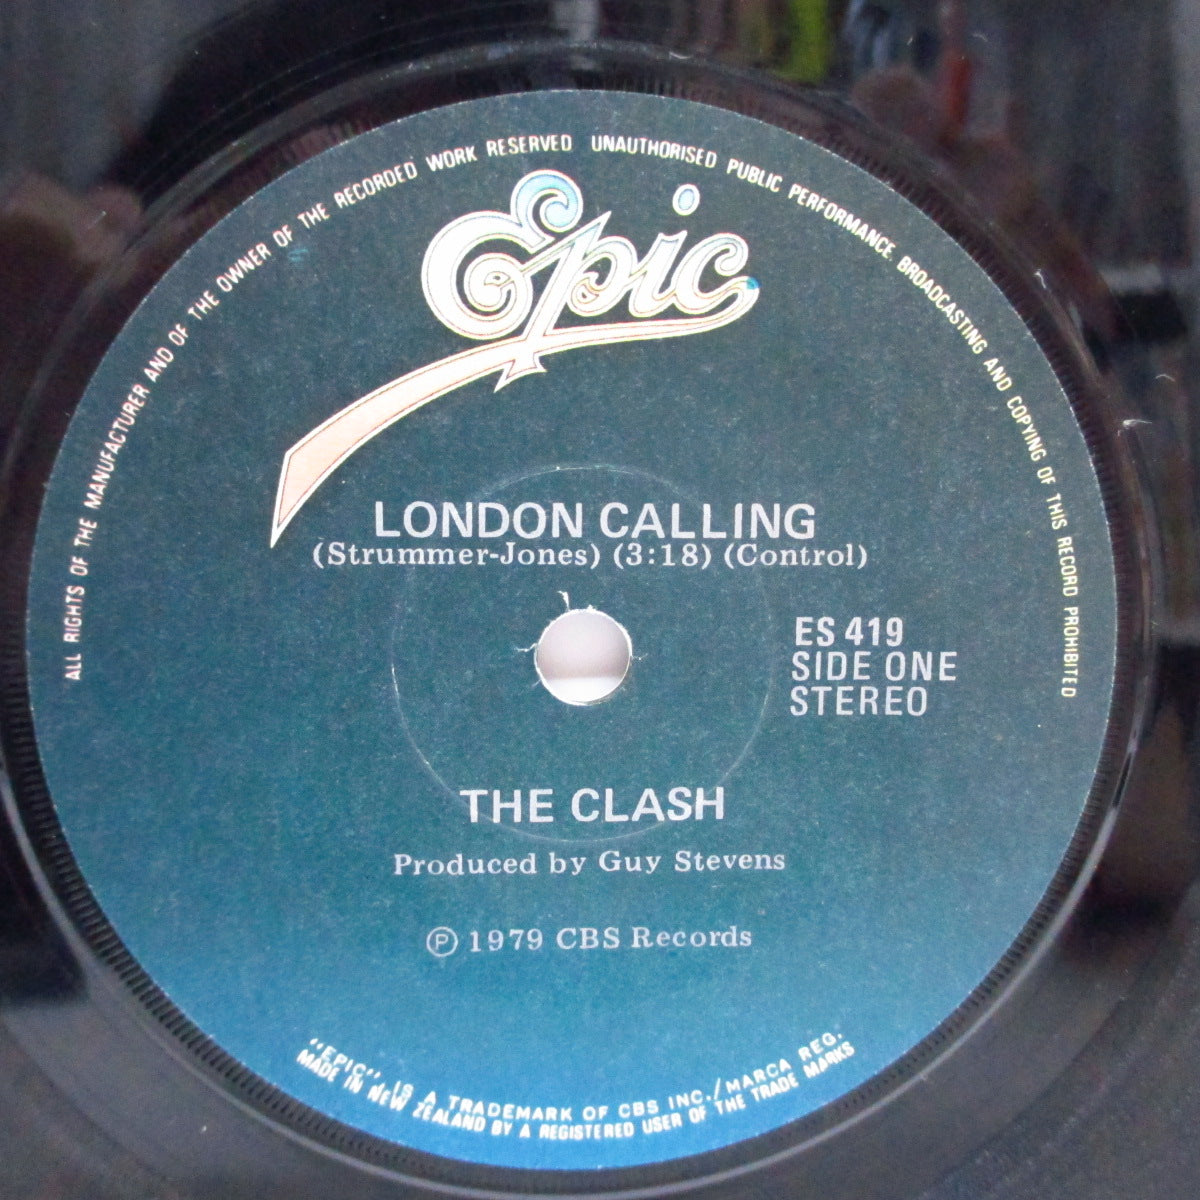 ALL RIGHTS OF THE MANUFACTURER AND OF THE OWNER OF THE RECORDED WORK RESERVED UNAUTHORISED PUBLIC PERFORMANCE BROADCASTING AND COPYING OF THIS RECORD PROHIBITED
Epic
LONDON CALLING
(Strummer-Jones) (3:18) (Control)
ES 419
SIDE ONE
STEREO
THE CLASH
Produced by Guy Stevens
Ⓟ 1979 CBS Records
"EPIC" IS A TRADEMARK OF CBS INC./MARCA REG.
MADE IN NEW ZEALAND BY A REGISTERED USER OF THE TRADE MARKS